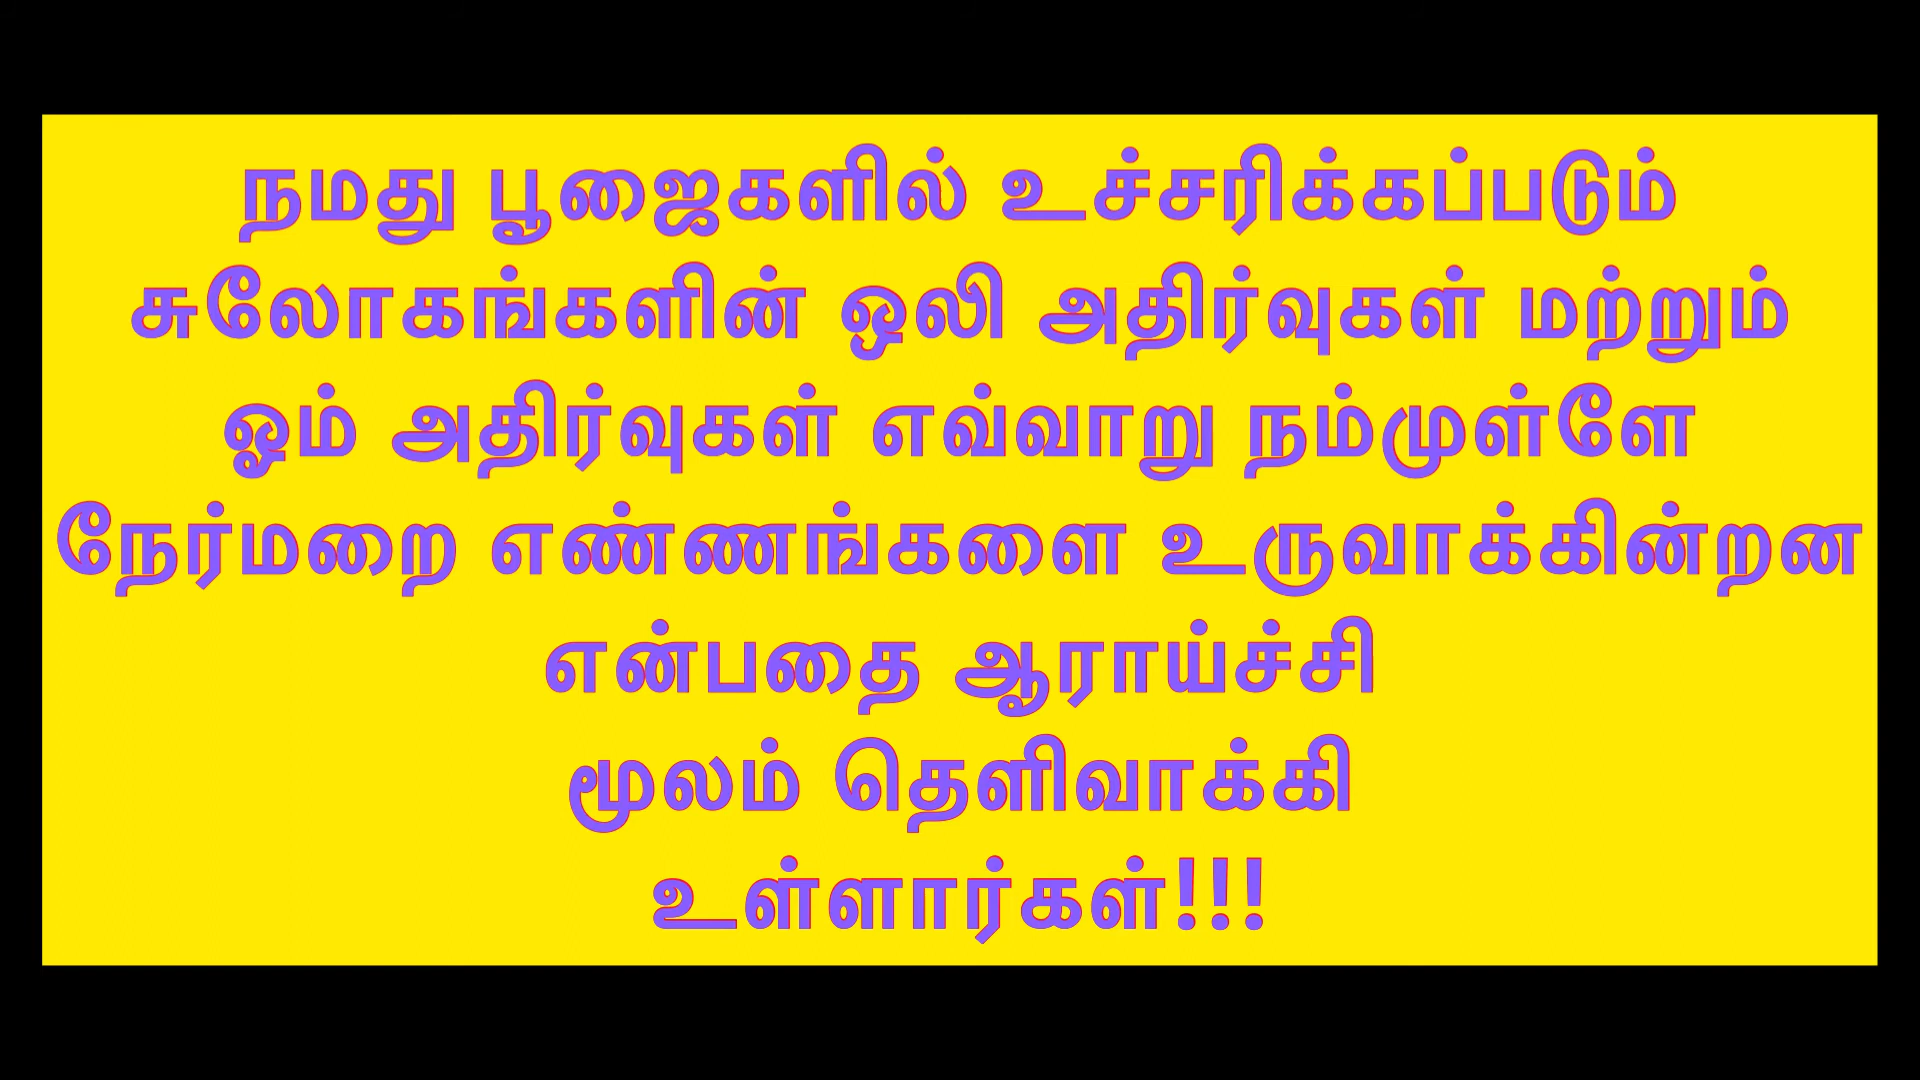 நமது பூஜைகளில் உச்சரிக்கப்படும்
சுலோகங்களின் ஒலி அதிர்வுகள் மற்றும்
ஓம் அதிர்வுகள் எவ்வாறு நம்முள்ளே
நேர்மறை எண்ணங்களை உருவாக்கின்றன
என்பதை ஆராய்ச்சி
மூலம் தெளிவாக்கி
உள்ளார்கள்!!!